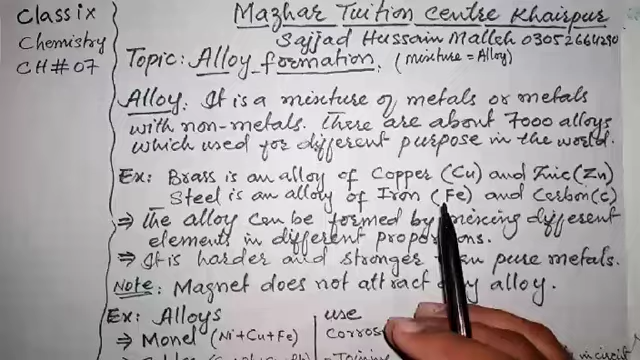 Class ix
Chemistry
CH#07
Mazhar Tuition Centre Khairpur
Sajjad Hussain Malleh 03052664290
Topic: Alloy formation. (mixture = Alloy)
Alloy: It is a mixture of metals or metals
with non-metals. There are about 7000 alloys
which used for different purpose in the world.
Ex: Brass is an alloy of Copper (Cu) and Zinc (Zn)
Steel is an alloy of Iron (Fe) and Carbon (C)
⇒ The alloy can be formed by mixing different
elements in different proportions.
⇒ It is harder and stronger than pure metals.
Note: Magnet does not attract any alloy.
Ex: Alloys use
⇒ Monel (Ni+Cu+Fe)